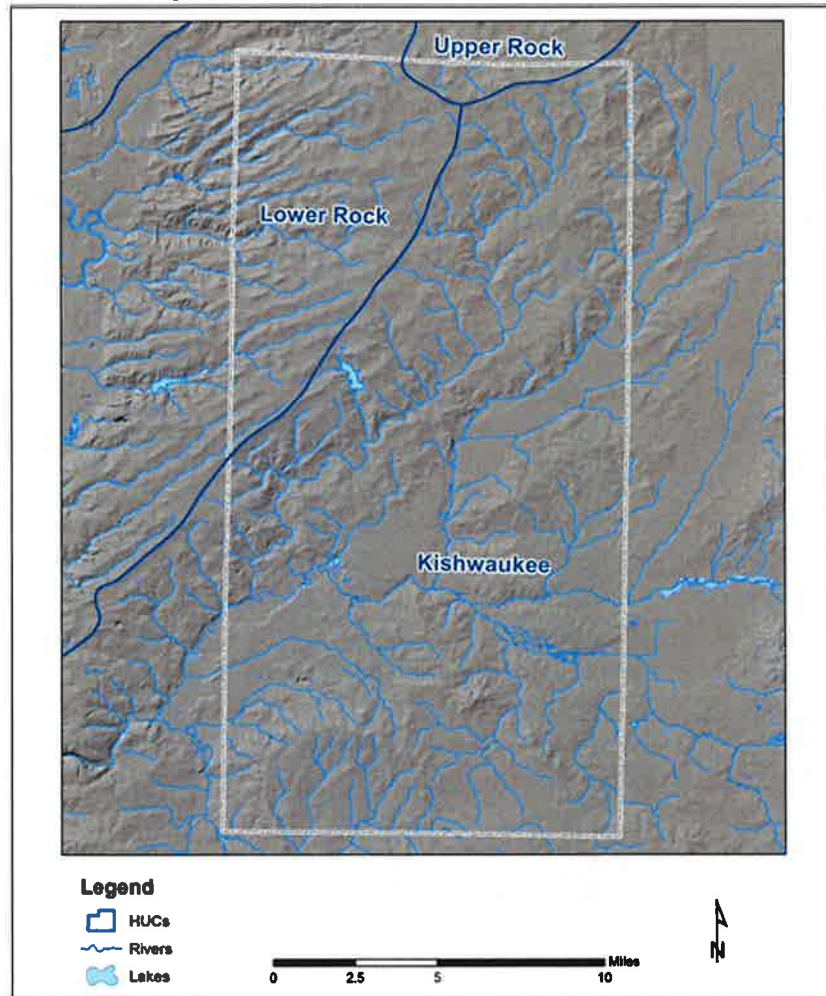 Upper Rock
Lower Rock
Kishwaukee
Legend
HUCs
Rivers
Lakes
Miles
0 2.5 5 10
N